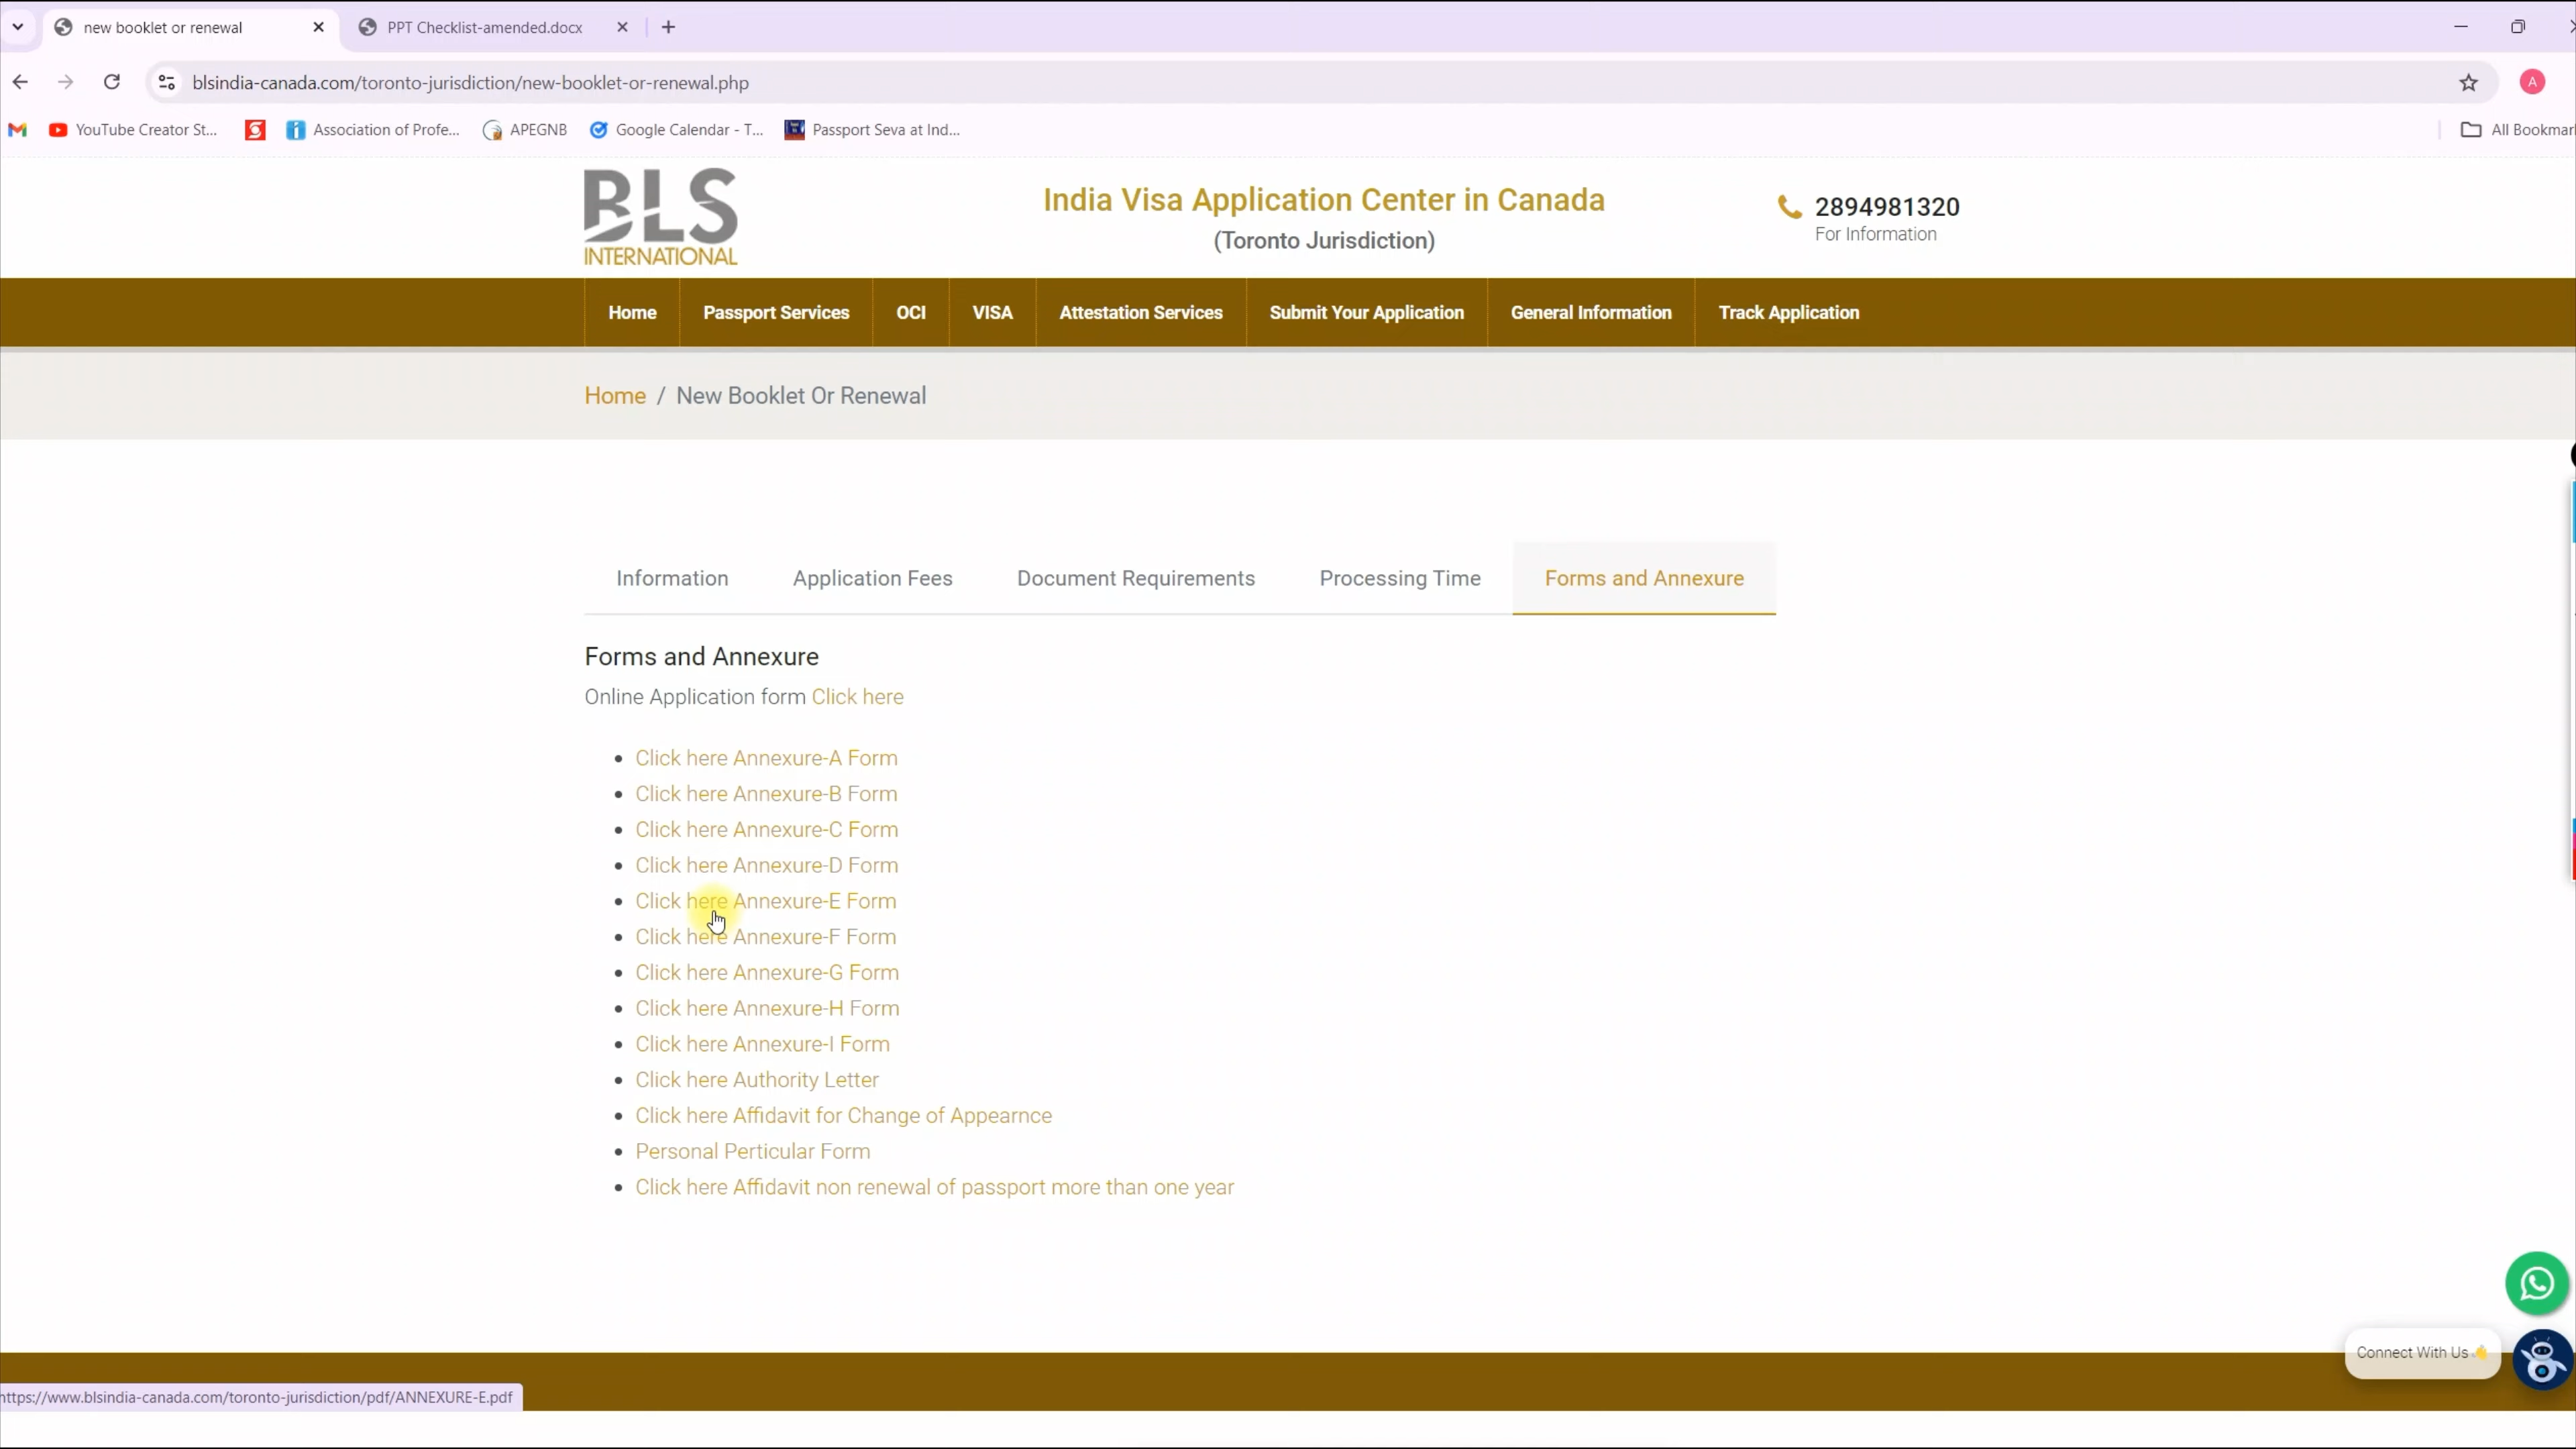 new booklet or renewal
PPT Checklist-amended.docx
blsindia-canada.com/toronto-jurisdiction/new-booklet-or-renewal.php
A
YouTube Creator St...
Association of Profe...
APEGNB
Google Calendar - T...
Passport Seva at Ind...
All Bookmar
BLS
INTERNATIONAL
India Visa Application Center in Canada
(Toronto Jurisdiction)
2894981320
For Information
Home
Passport Services
OCI
VISA
Attestation Services
Submit Your Application
General Information
Track Application
Home / New Booklet Or Renewal
Information
Application Fees
Document Requirements
Processing Time
Forms and Annexure
Forms and Annexure
Online Application form Click here
Click here Annexure-A Form
Click here Annexure-B Form
Click here Annexure-C Form
Click here Annexure-D Form
Click here Annexure-E Form
Click here Annexure-F Form
Click here Annexure-G Form
Click here Annexure-H Form
Click here Annexure-I Form
Click here Authority Letter
Click here Affidavit for Change of Appearnce
Personal Perticular Form
Click here Affidavit non renewal of passport more than one year
Connect With Us
https://www.blsindia-canada.com/toronto-jurisdiction/pdf/ANNEXURE-E.pdf